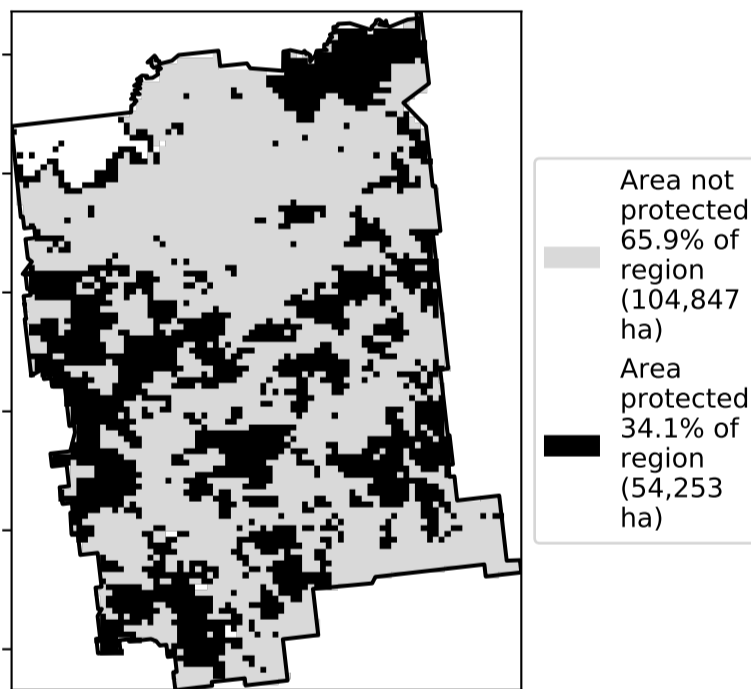 Area not
protected
65.9% of
region
(104,847
ha)
Area
protected
34.1% of
region
(54,253
ha)